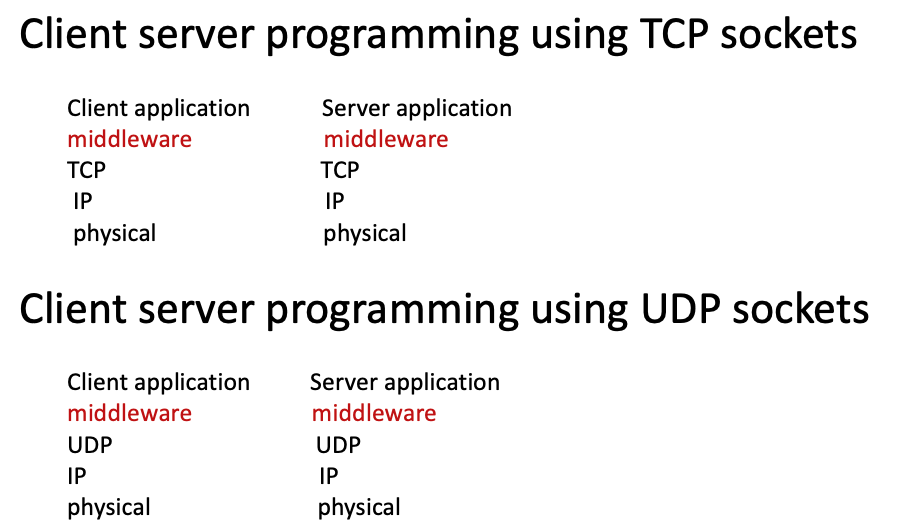 Client server programming using TCP sockets
Client application Server application
middleware middleware
TCP TCP
IP IP
physical physical
Client server programming using UDP sockets
Client application Server application
middleware middleware
UDP UDP
IP IP
physical physical